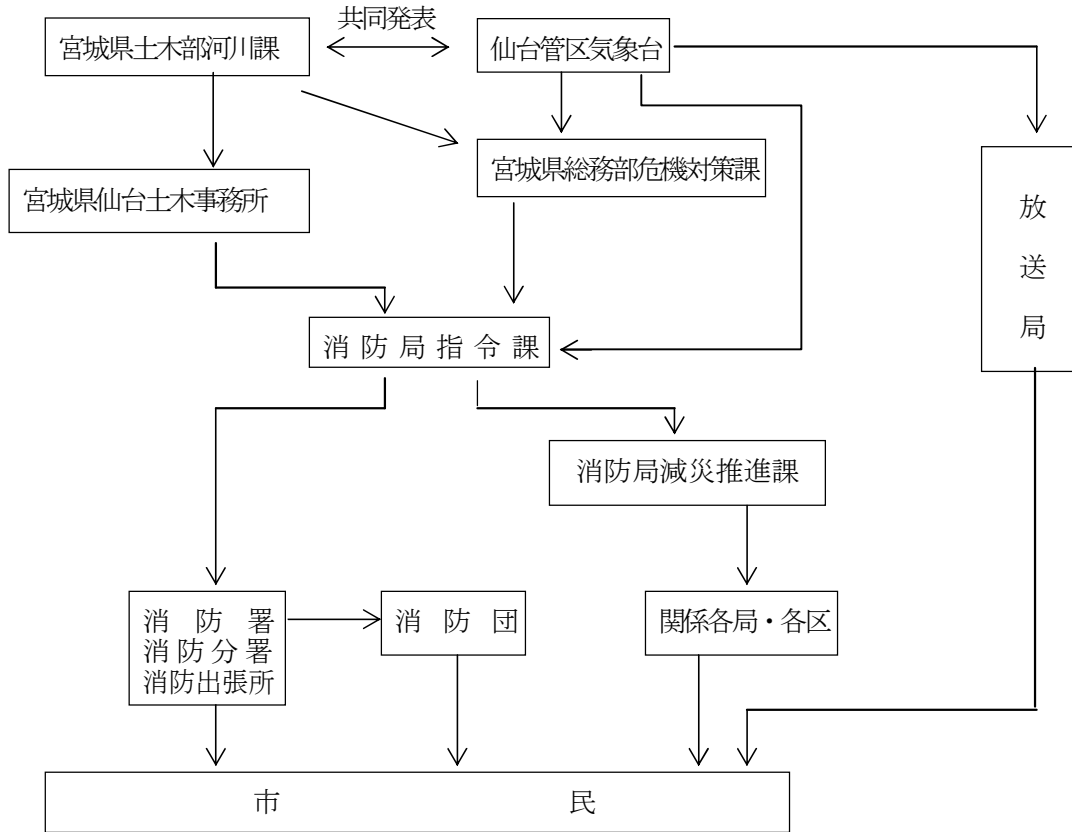 共同発表
宮城県土木部河川課
仙台管区気象台
宮城県総務部危機対策課
宮城県仙台土木事務所
放送局
消防局指令課
消防局減災推進課
消防署
消防分署
消防出張所
消防団
関係各局・各区
市民